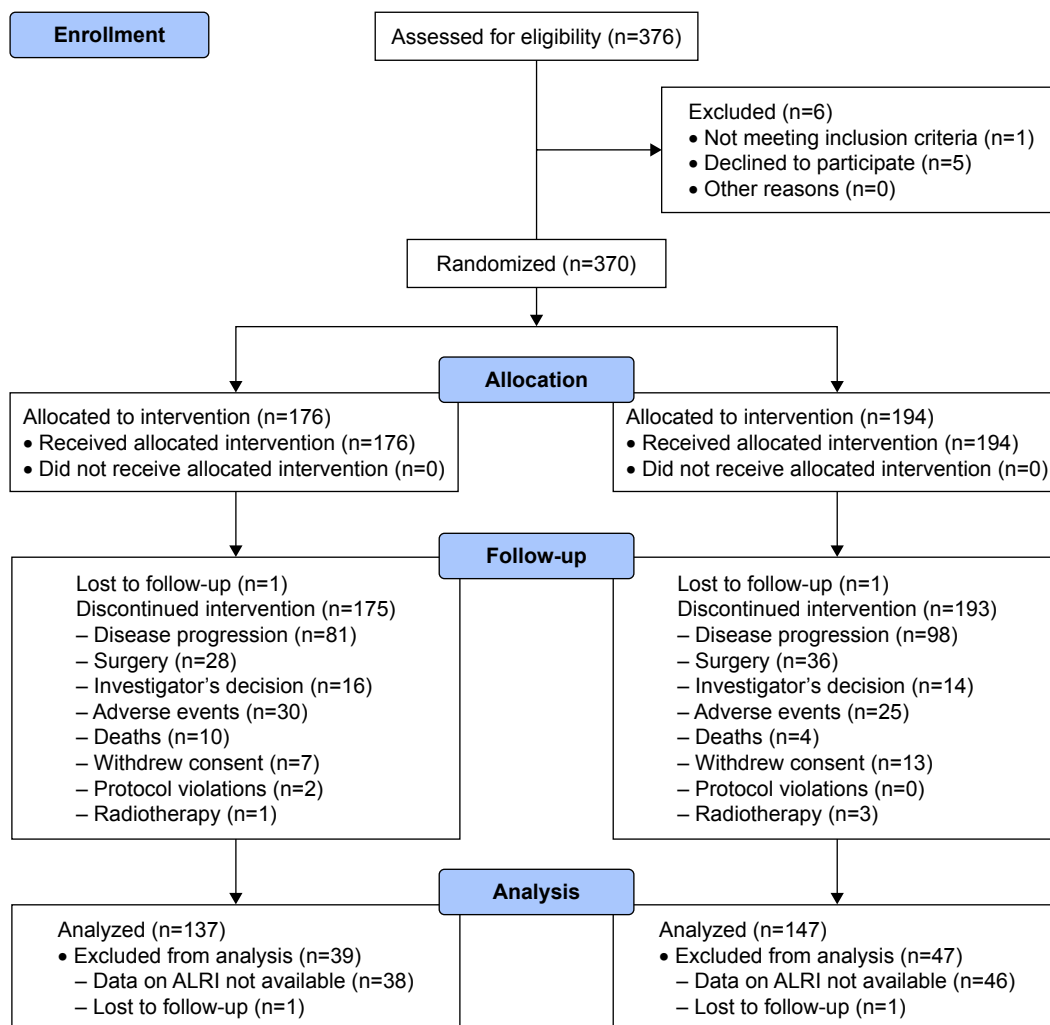 Enrollment
Assessed for eligibility (n=376)
Excluded (n=6)
• Not meeting inclusion criteria (n=1)
• Declined to participate (n=5)
• Other reasons (n=0)
Randomized (n=370)
Allocation
Allocated to intervention (n=176)
• Received allocated intervention (n=176)
• Did not receive allocated intervention (n=0)
Allocated to intervention (n=194)
• Received allocated intervention (n=194)
• Did not receive allocated intervention (n=0)
Follow-up
Lost to follow-up (n=1)
Discontinued intervention (n=175)
– Disease progression (n=81)
– Surgery (n=28)
– Investigator’s decision (n=16)
– Adverse events (n=30)
– Deaths (n=10)
– Withdrew consent (n=7)
– Protocol violations (n=2)
– Radiotherapy (n=1)
Lost to follow-up (n=1)
Discontinued intervention (n=193)
– Disease progression (n=98)
– Surgery (n=36)
– Investigator’s decision (n=14)
– Adverse events (n=25)
– Deaths (n=4)
– Withdrew consent (n=13)
– Protocol violations (n=0)
– Radiotherapy (n=3)
Analysis
Analyzed (n=137)
• Excluded from analysis (n=39)
– Data on ALRI not available (n=38)
– Lost to follow-up (n=1)
Analyzed (n=147)
• Excluded from analysis (n=47)
– Data on ALRI not available (n=46)
– Lost to follow-up (n=1)